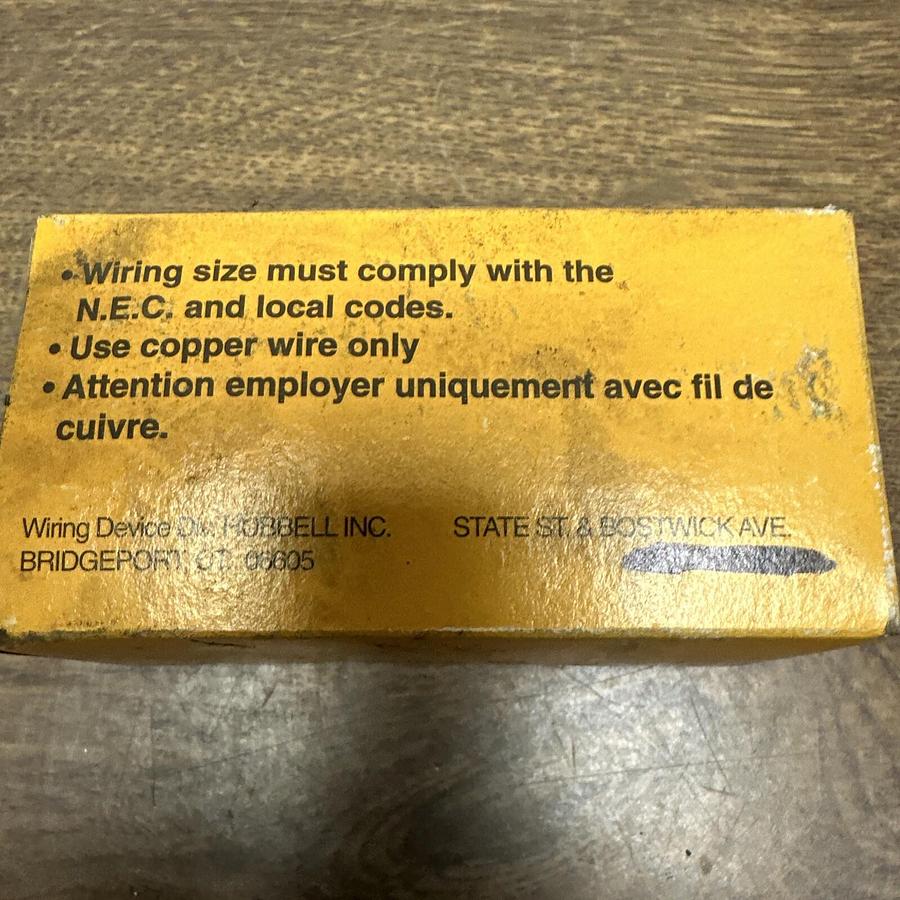 • Wiring size must comply with the
N.E.C. and local codes.
• Use copper wire only
• Attention employer uniquement avec fil de
cuivre.
Wiring Device Div. HUBBELL INC. STATE ST. & BOSTWICK AVE.
BRIDGEPORT, CT. 06605